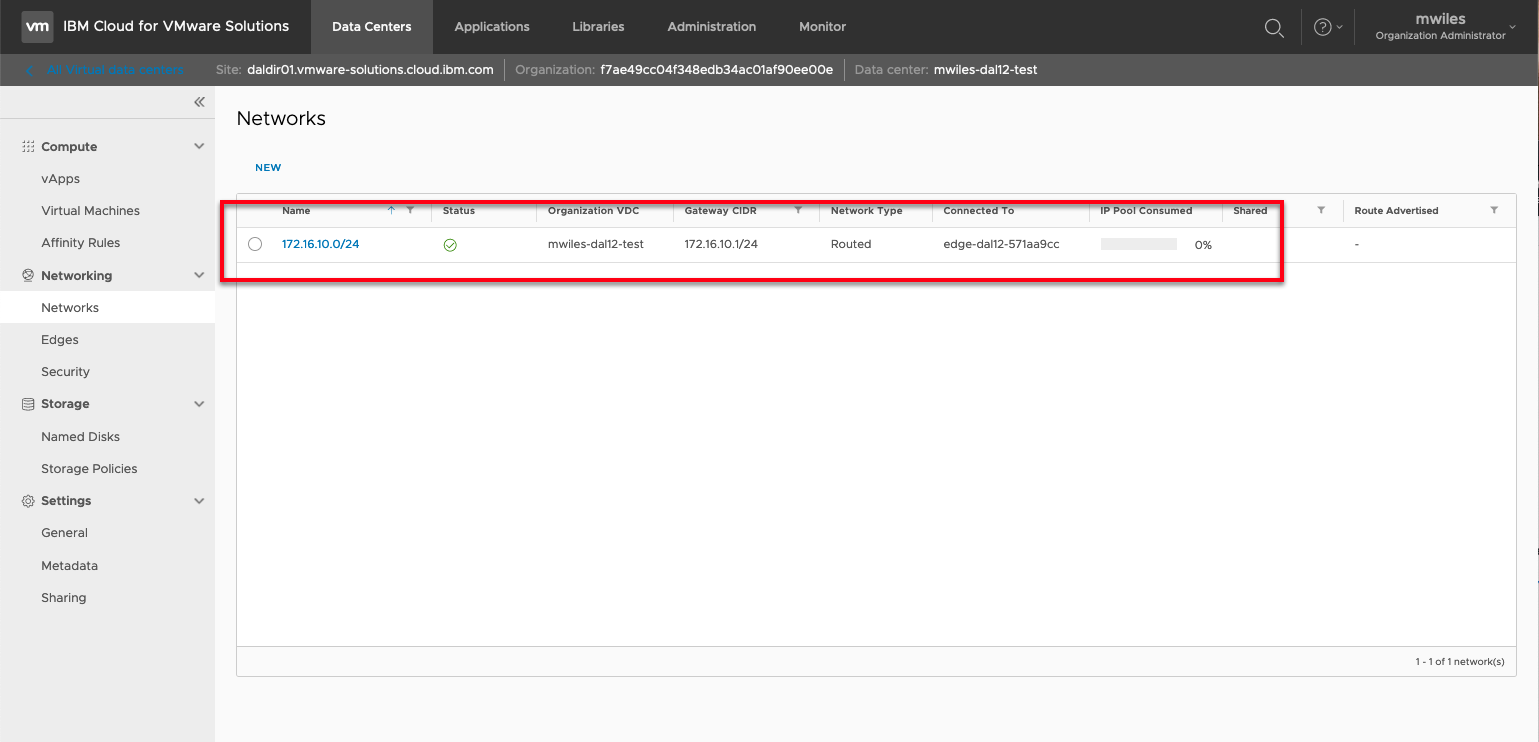 vm IBM Cloud for VMware Solutions Data Centers Applications Libraries Administration Monitor mwiles
Organization Administrator
All virtual data centers Site: daldir01.vmware-solutions.cloud.ibm.com Organization: f7ae49cc04f348edb34ac01af90ee00e Data center: mwiles-dal12-test
Compute
vApps
Virtual Machines
Affinity Rules
Networking
Networks
Edges
Security
Storage
Named Disks
Storage Policies
Settings
General
Metadata
Sharing
Networks
NEW
Name Status Organization VDC Gateway CIDR Network Type Connected To IP Pool Consumed Shared Route Advertised
172.16.10.0/24 mwiles-dal12-test 172.16.10.1/24 Routed edge-dal12-571aa9cc 0% -
1 - 1 of 1 network(s)